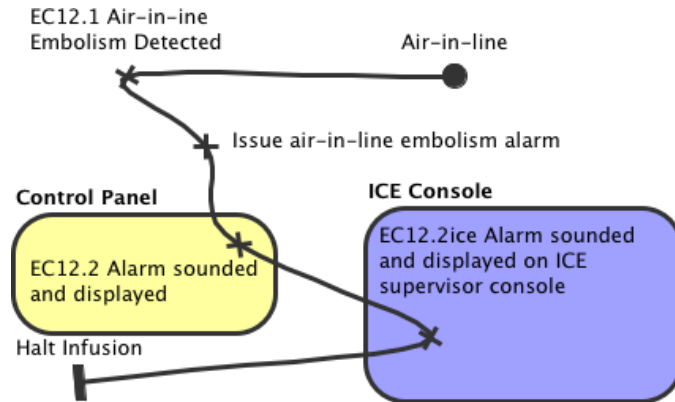 EC12.1 Air-in-ine
Embolism Detected
Air-in-line
Issue air-in-line embolism alarm
Control Panel
EC12.2 Alarm sounded
and displayed
ICE Console
EC12.2ice Alarm sounded
and displayed on ICE
supervisor console
Halt Infusion